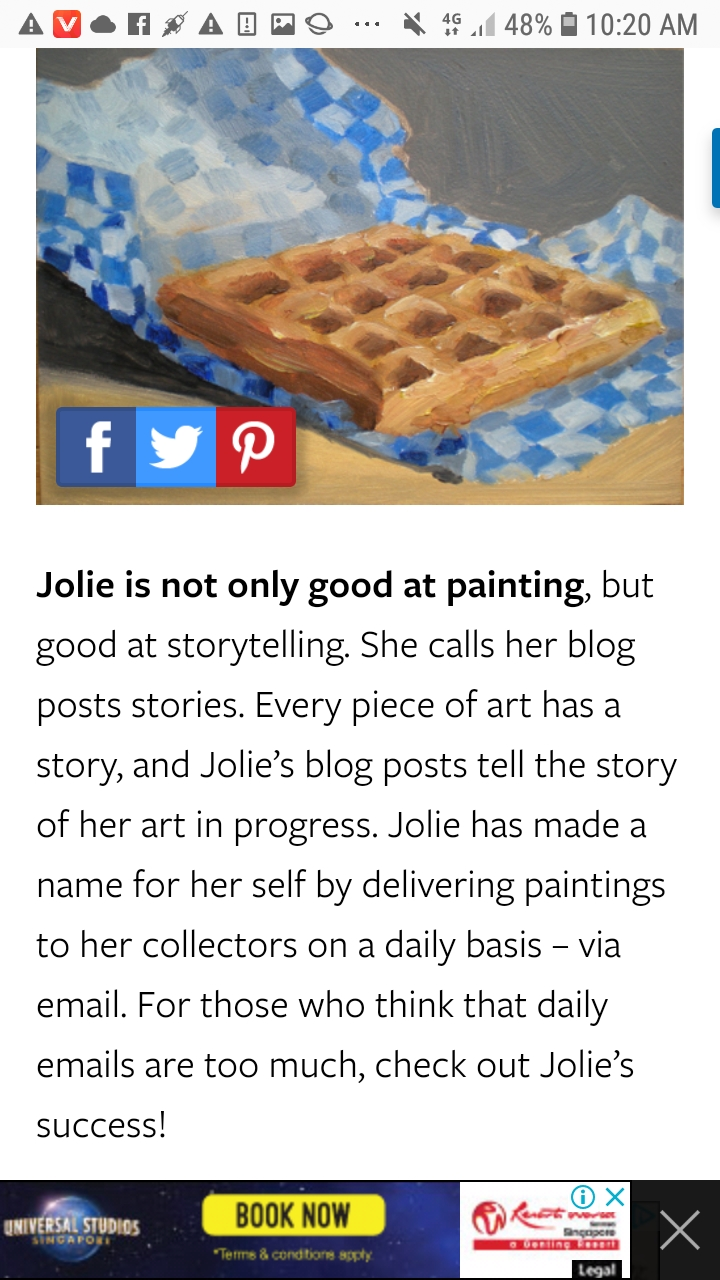 4G 48% 10:20 AM
Jolie is not only good at painting, but
good at storytelling. She calls her blog
posts stories. Every piece of art has a
story, and Jolie’s blog posts tell the story
of her art in progress. Jolie has made a
name for her self by delivering paintings
to her collectors on a daily basis – via
email. For those who think that daily
emails are too much, check out Jolie’s
success!
UNIVERSAL STUDIOS
SINGAPORE
BOOK NOW
*Terms & conditions apply.
Resorts World
Sentosa
Singapore
a Genting Resort
Legal